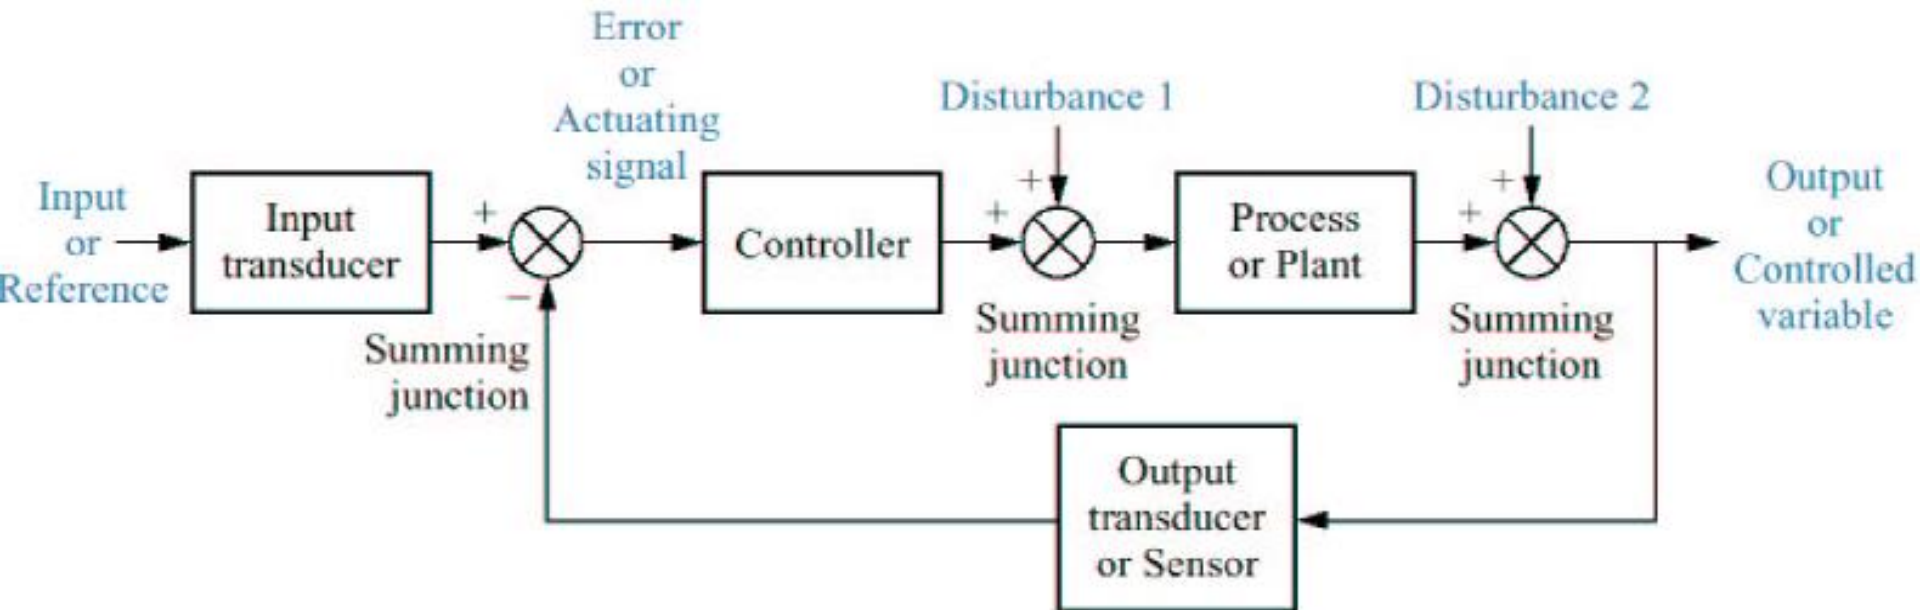 Error
or
Actuating
signal
Disturbance 1
Disturbance 2
Input
or
Reference
Input
transducer
+
−
Summing
junction
Controller
+
+
Summing
junction
Process
or Plant
+
+
Summing
junction
Output
or
Controlled
variable
Output
transducer
or Sensor